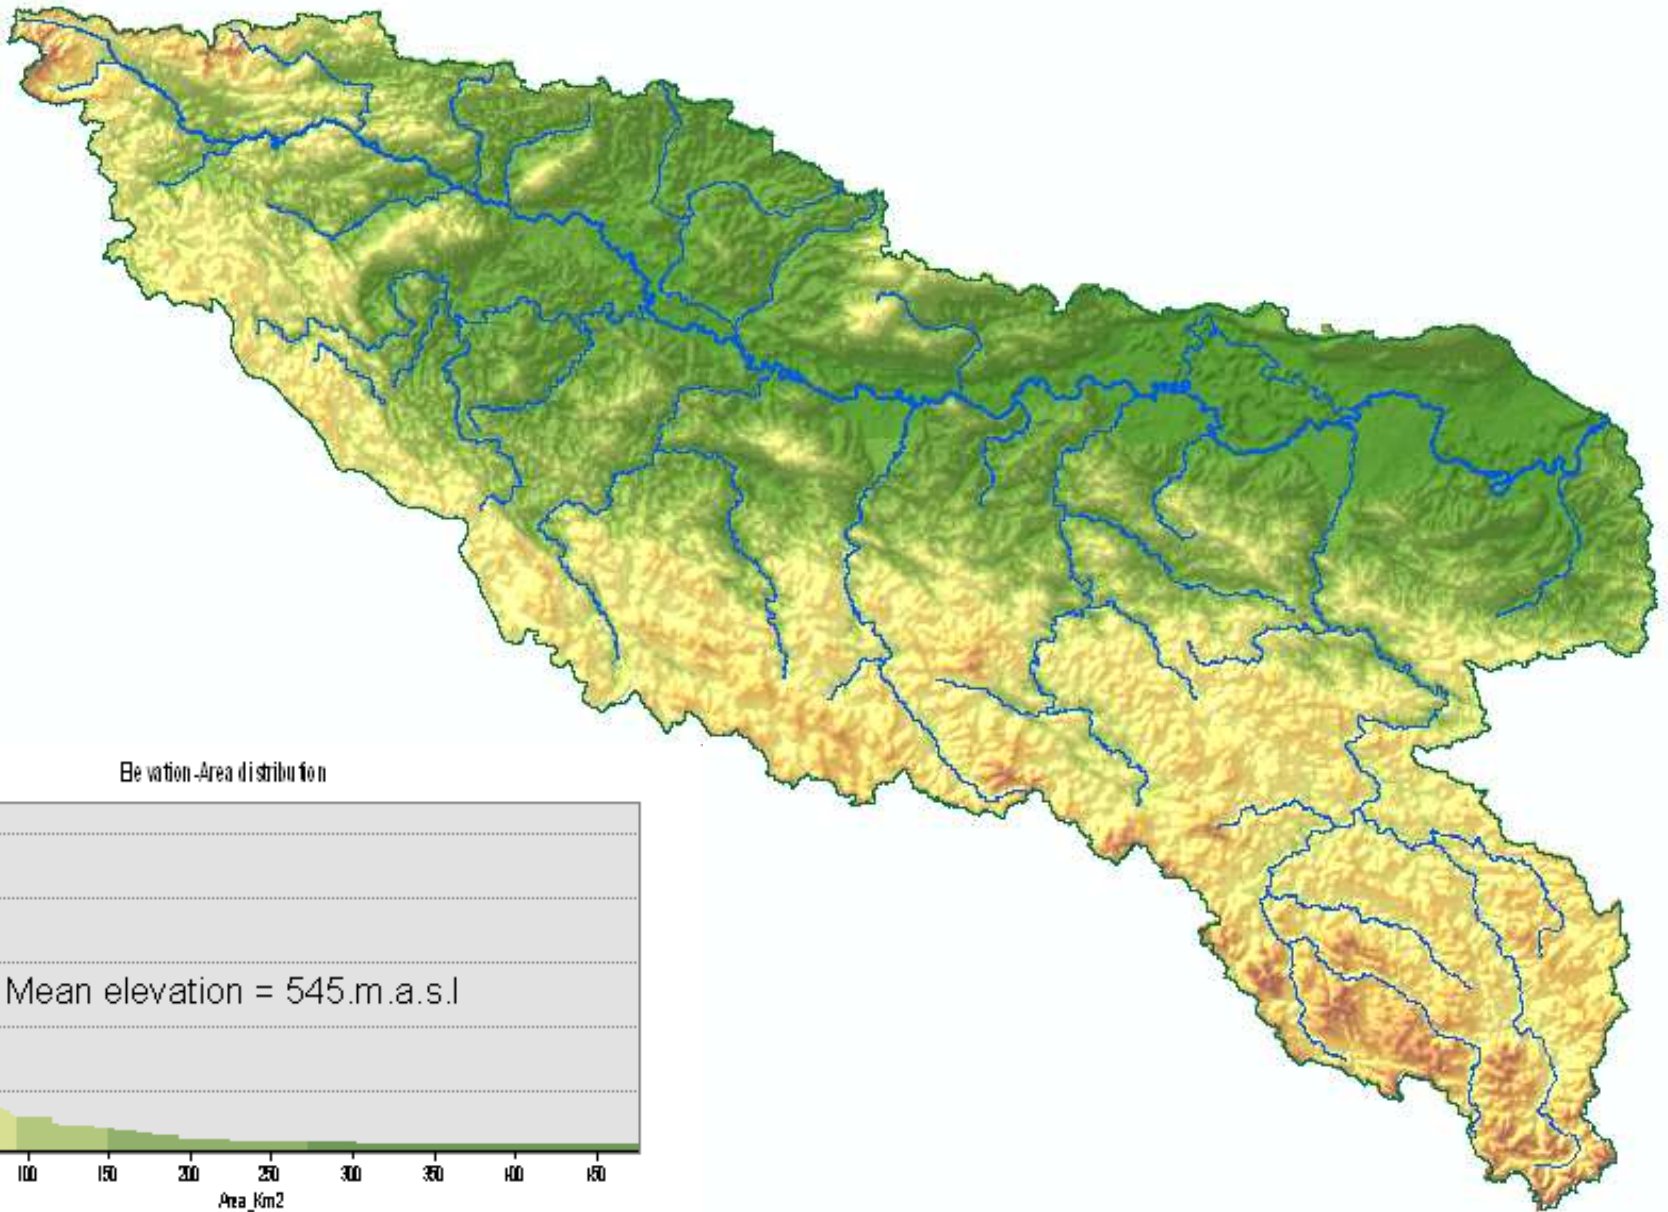 Elevation-Area distribution
Mean elevation = 545.m.a.s.l
100 150 200 250 300 350 400 450
Area_Km2